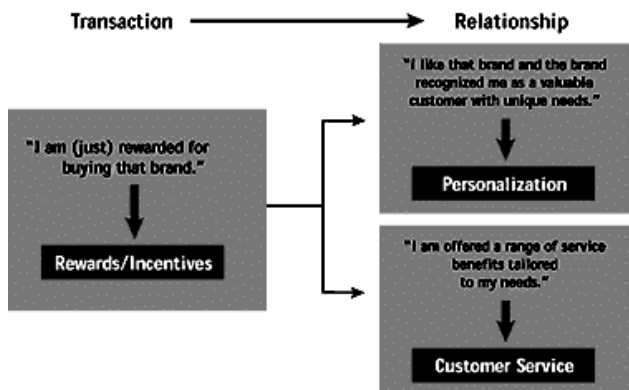 Transaction
Relationship
"I am (just) rewarded for
buying that brand."
Rewards/Incentives
"I like that brand and the brand
recognized me as a valuable
customer with unique needs."
Personalization
"I am offered a range of service
benefits tailored
to my needs."
Customer Service